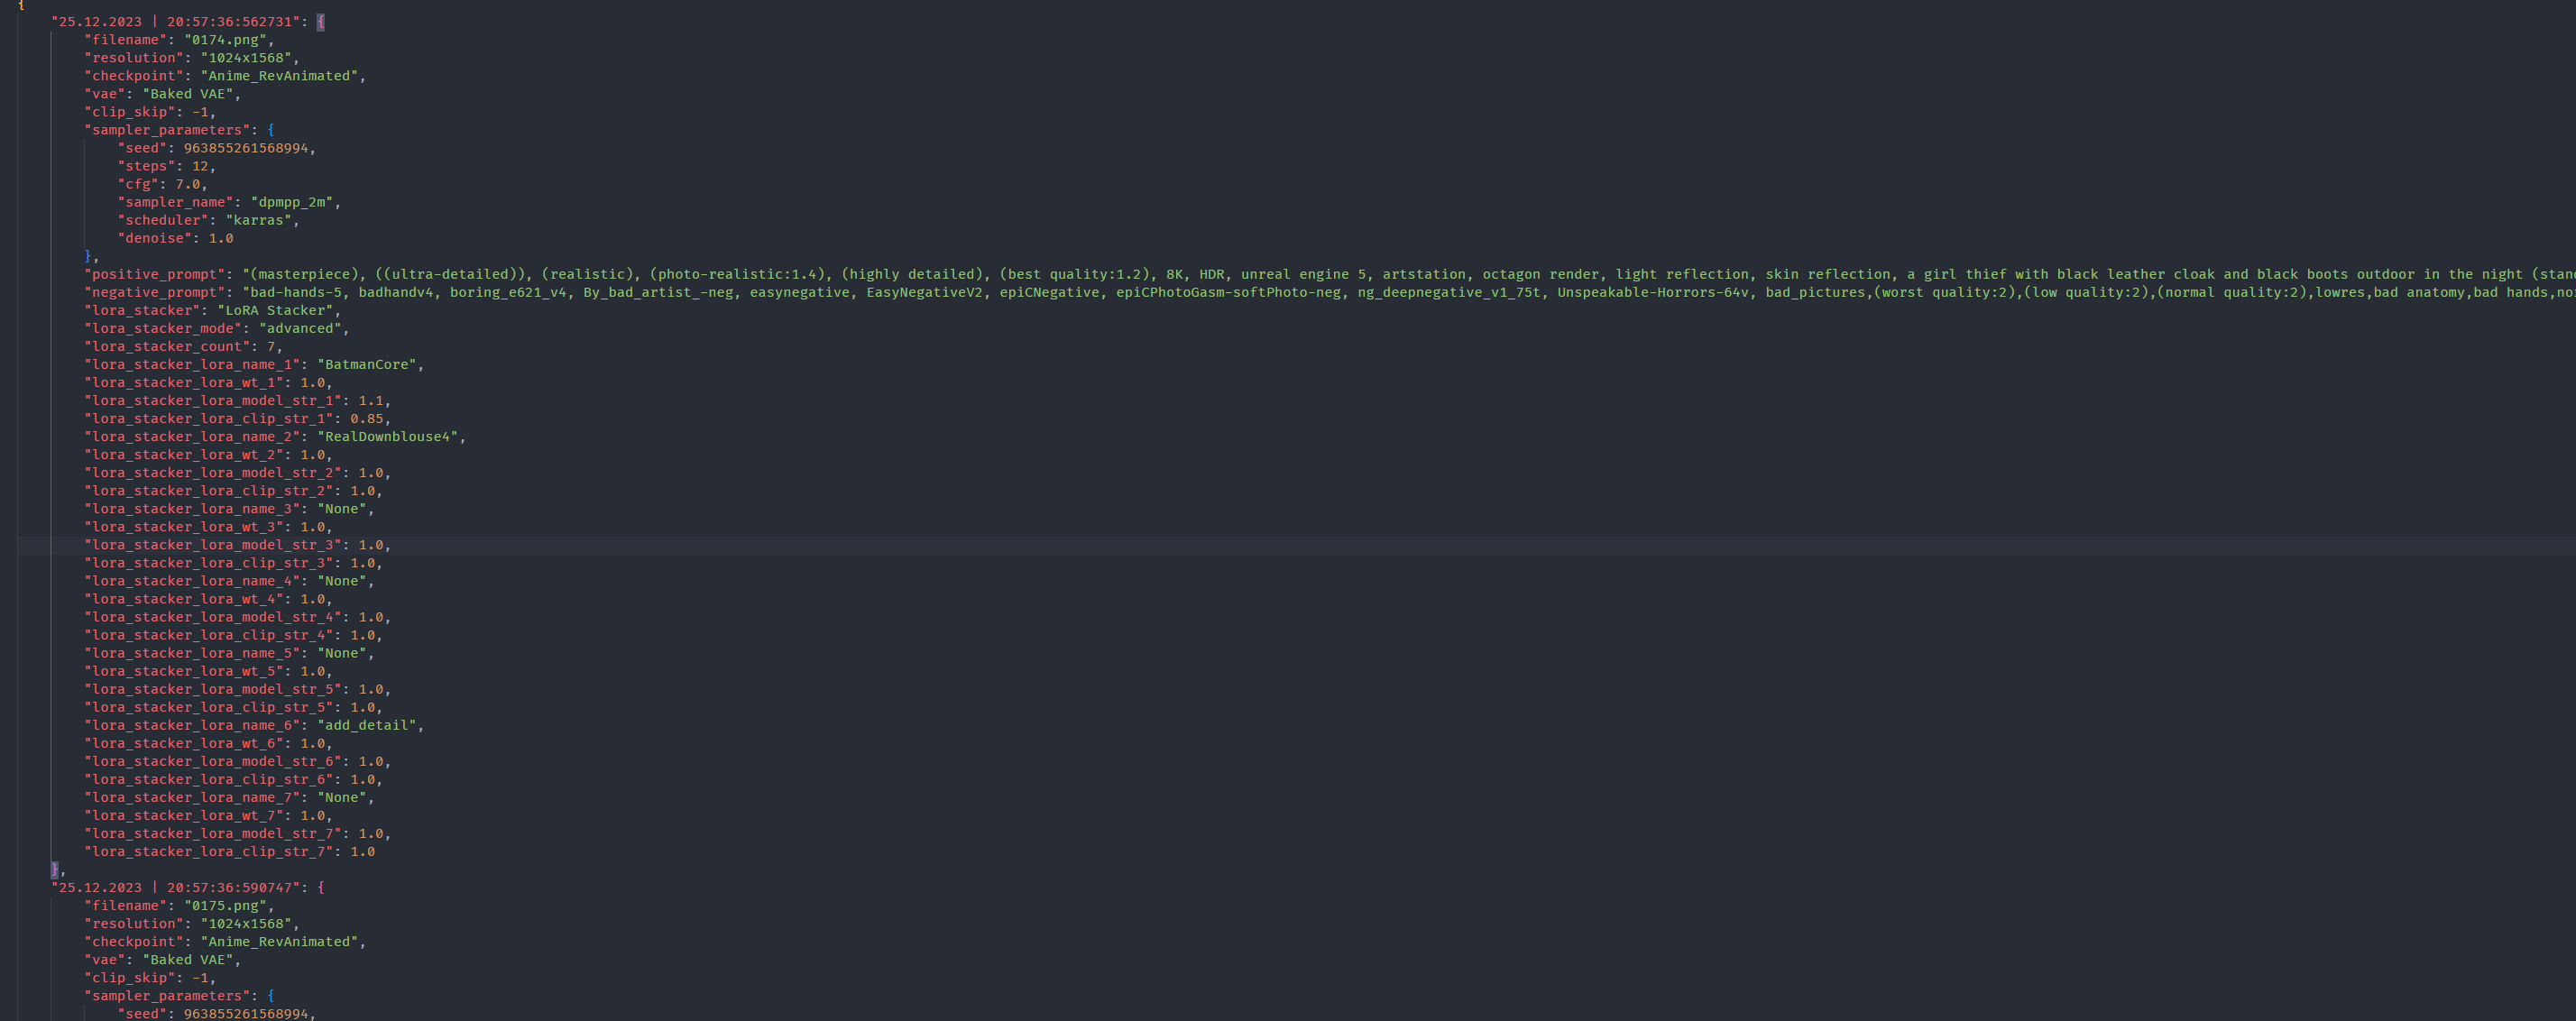 {
"25.12.2023 | 20:57:36:562731": {
"filename": "0174.png",
"resolution": "1024x1568",
"checkpoint": "Anime_RevAnimated",
"vae": "Baked VAE",
"clip_skip": -1,
"sampler_parameters": {
"seed": 963855261568994,
"steps": 12,
"cfg": 7.0,
"sampler_name": "dpmpp_2m",
"scheduler": "karras",
"denoise": 1.0
},
"positive_prompt": "(masterpiece), ((ultra-detailed)), (realistic), (photo-realistic:1.4), (highly detailed), (best quality:1.2), 8K, HDR, unreal engine 5, artstation, octagon render, light reflection, skin reflection, a girl thief with black leather cloak and black boots outdoor in the night (stan
"negative_prompt": "bad-hands-5, badhandv4, boring_e621_v4, By_bad_artist_-neg, easynegative, EasyNegativeV2, epiCNegative, epiCPhotoGasm-softPhoto-neg, ng_deepnegative_v1_75t, Unspeakable-Horrors-64v, bad_pictures,(worst quality:2),(low quality:2),(normal quality:2),lowres,bad anatomy,bad hands,no
"lora_stacker": "LoRA Stacker",
"lora_stacker_mode": "advanced",
"lora_stacker_count": 7,
"lora_stacker_lora_name_1": "BatmanCore",
"lora_stacker_lora_wt_1": 1.0,
"lora_stacker_lora_model_str_1": 1.1,
"lora_stacker_lora_clip_str_1": 0.85,
"lora_stacker_lora_name_2": "RealDownblouse4",
"lora_stacker_lora_wt_2": 1.0,
"lora_stacker_lora_model_str_2": 1.0,
"lora_stacker_lora_clip_str_2": 1.0,
"lora_stacker_lora_name_3": "None",
"lora_stacker_lora_wt_3": 1.0,
"lora_stacker_lora_model_str_3": 1.0,
"lora_stacker_lora_clip_str_3": 1.0,
"lora_stacker_lora_name_4": "None",
"lora_stacker_lora_wt_4": 1.0,
"lora_stacker_lora_model_str_4": 1.0,
"lora_stacker_lora_clip_str_4": 1.0,
"lora_stacker_lora_name_5": "None",
"lora_stacker_lora_wt_5": 1.0,
"lora_stacker_lora_model_str_5": 1.0,
"lora_stacker_lora_clip_str_5": 1.0,
"lora_stacker_lora_name_6": "add_detail",
"lora_stacker_lora_wt_6": 1.0,
"lora_stacker_lora_model_str_6": 1.0,
"lora_stacker_lora_clip_str_6": 1.0,
"lora_stacker_lora_name_7": "None",
"lora_stacker_lora_wt_7": 1.0,
"lora_stacker_lora_model_str_7": 1.0,
"lora_stacker_lora_clip_str_7": 1.0
},
"25.12.2023 | 20:57:36:590747": {
"filename": "0175.png",
"resolution": "1024x1568",
"checkpoint": "Anime_RevAnimated",
"vae": "Baked VAE",
"clip_skip": -1,
"sampler_parameters": {
"seed": 963855261568994,